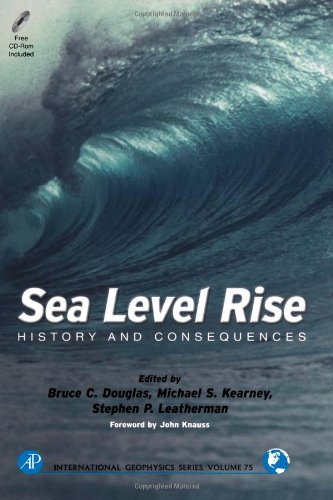 Free
CD-Rom
Included
Sea Level Rise
HISTORY AND CONSEQUENCES
Edited by
Bruce C. Douglas, Michael S. Kearney,
Stephen P. Leatherman
Foreword by John Knauss
AP
INTERNATIONAL GEOPHYSICS SERIES, VOLUME 75